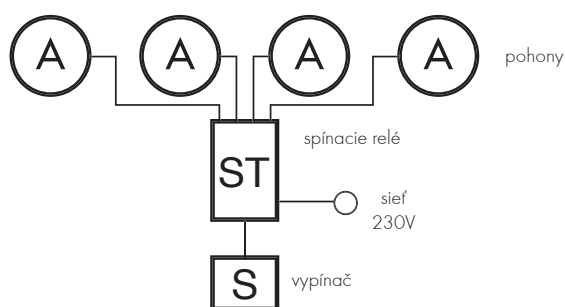 A A A A pohony
spínacie relé
ST
sieť
230V
S vypínač